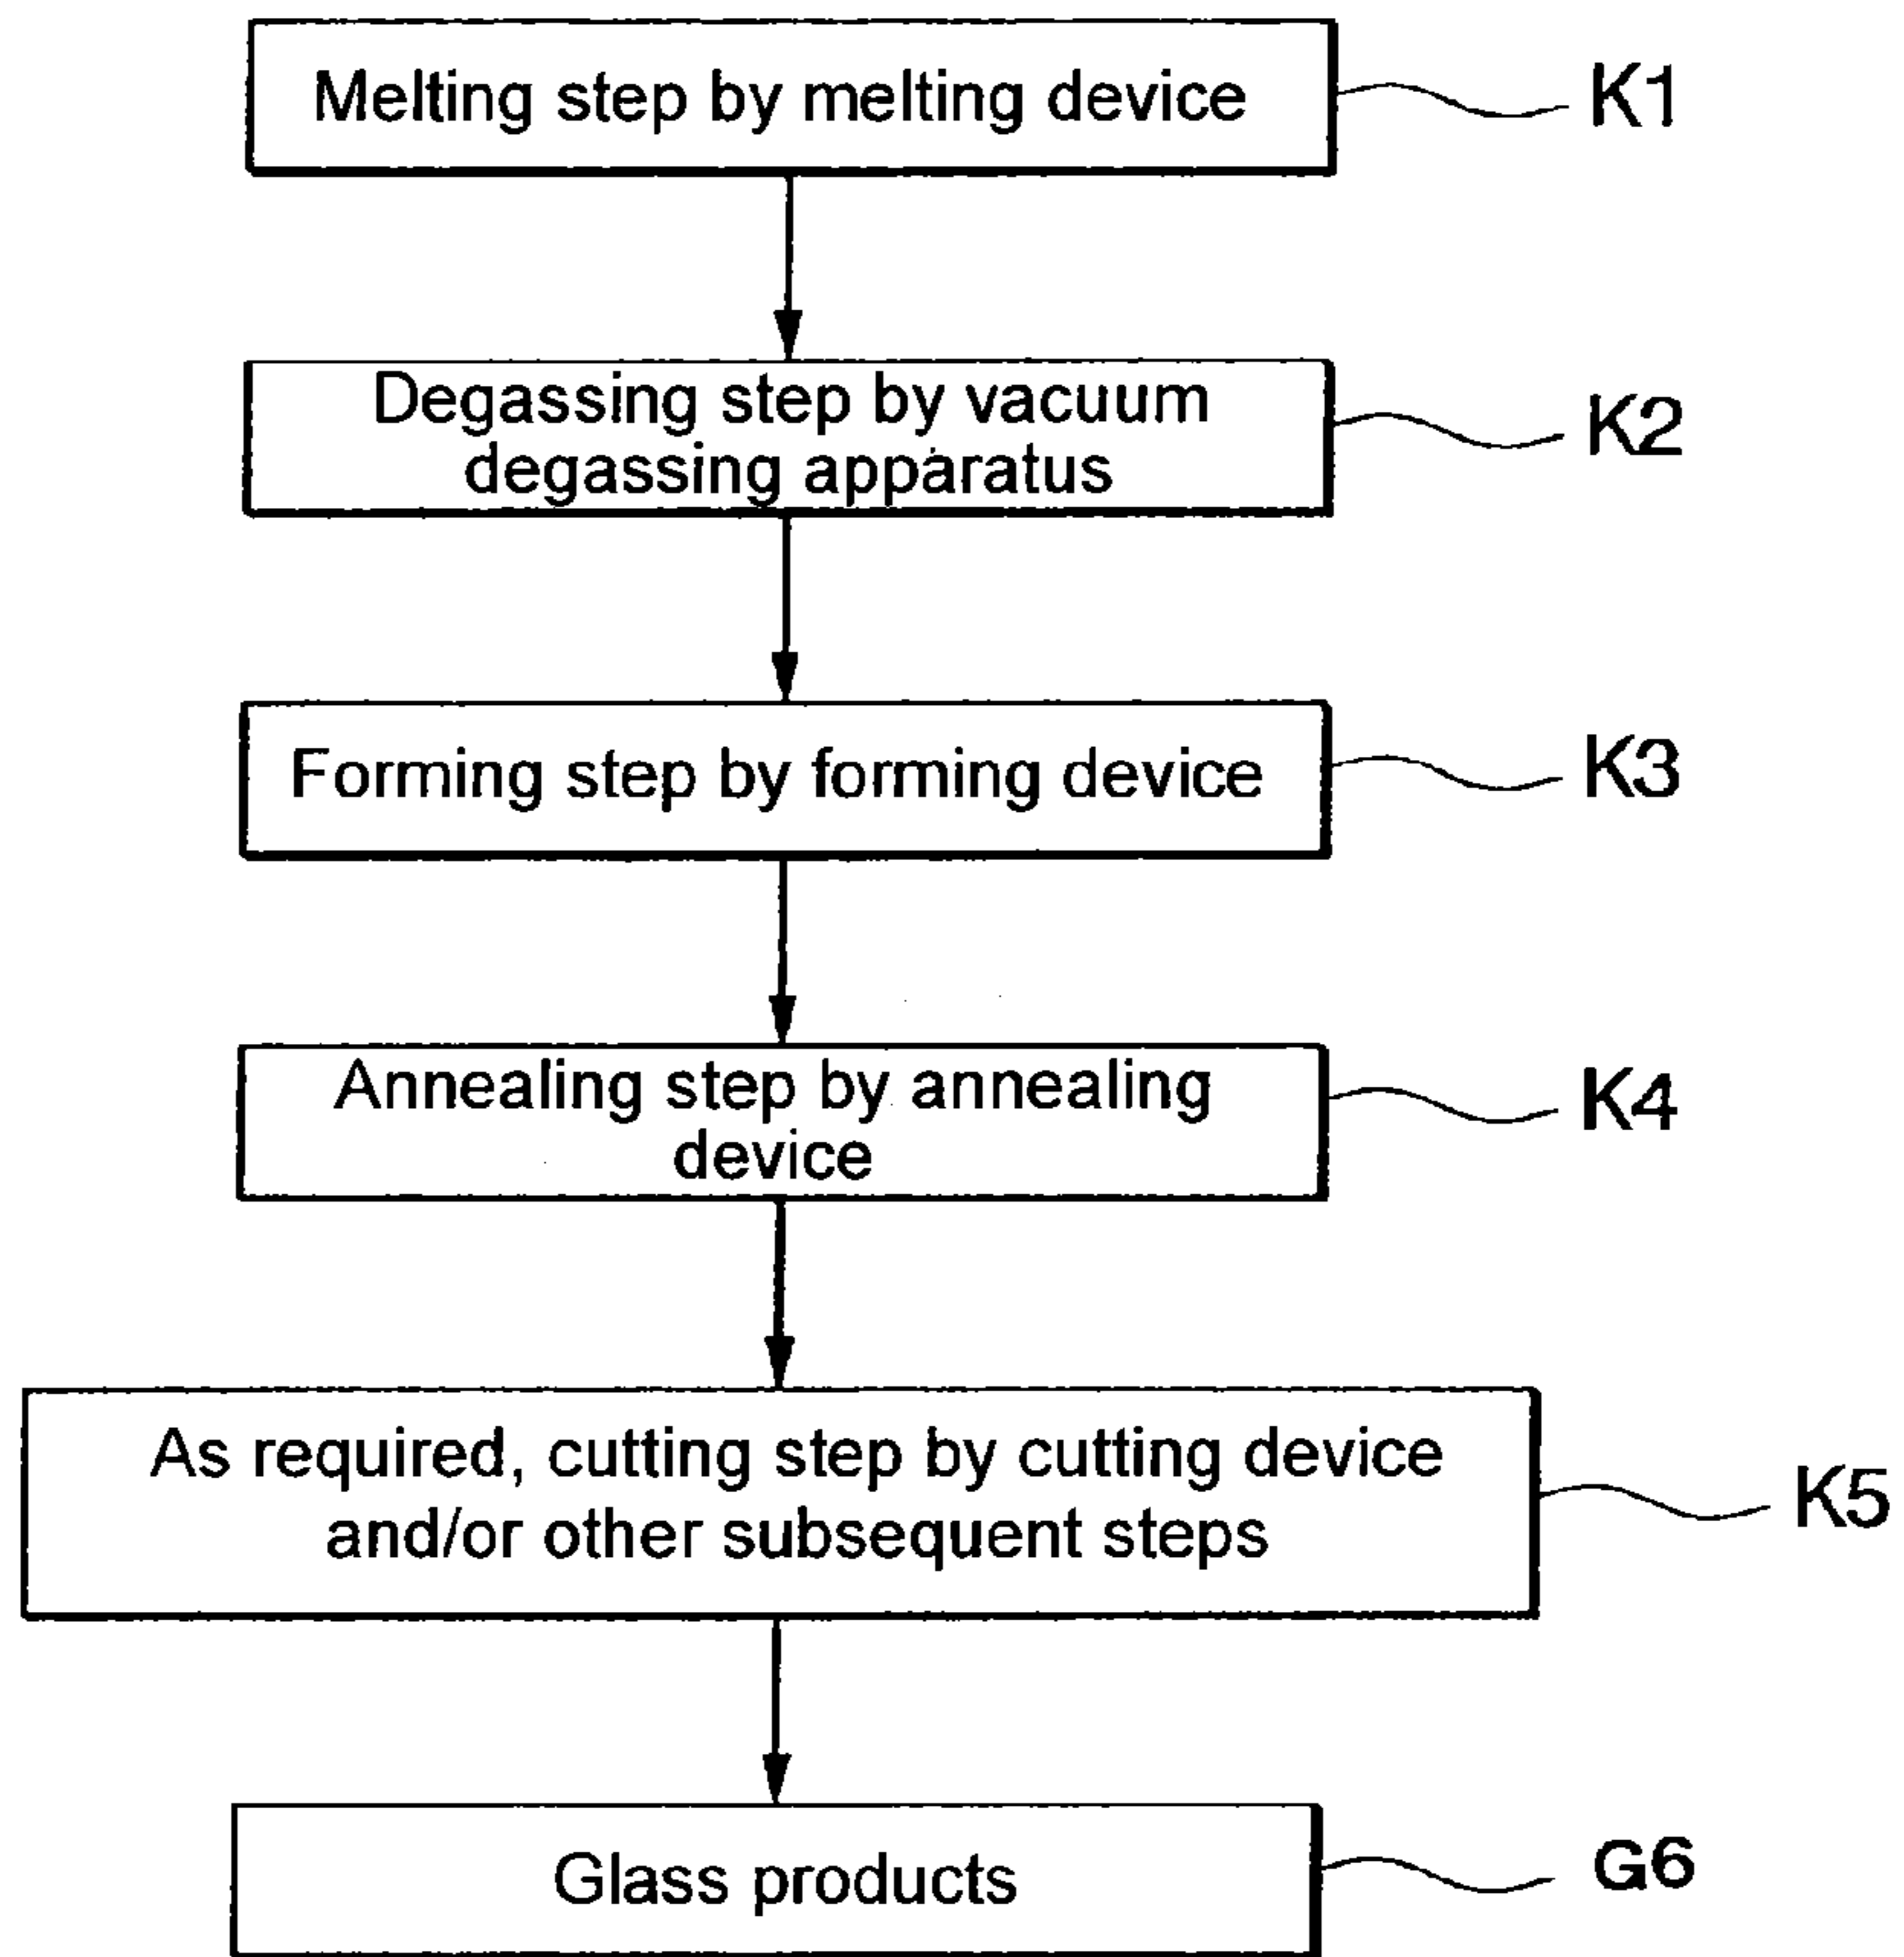 Melting step by melting device
K1
Degassing step by vacuum
degassing apparatus
K2
Forming step by forming device
K3
Annealing step by annealing
device
K4
As required, cutting step by cutting device
and/or other subsequent steps
K5
Glass products
G6